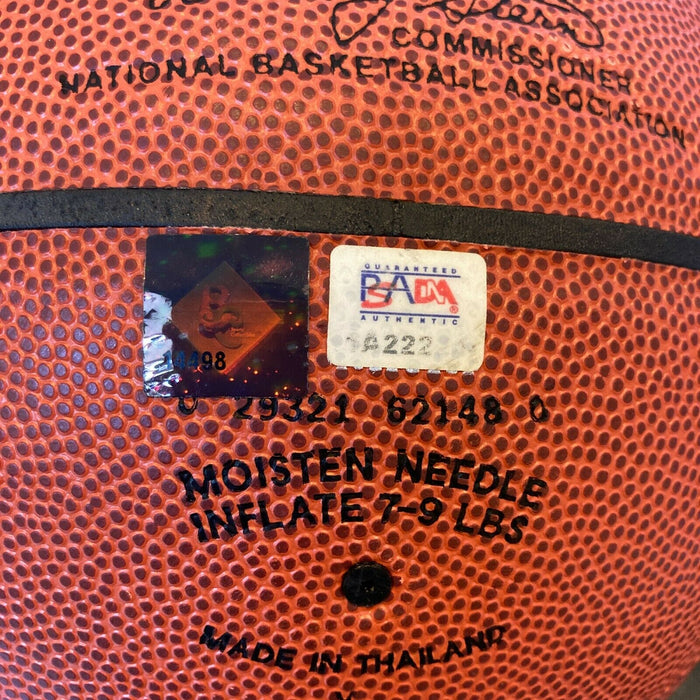 COMMISSIONER
NATIONAL BASKETBALL ASSOCIATION
GUARANTEED
PSA DNA ®
AUTHENTIC
0 29321 62148 0
MOISTEN NEEDLE
INFLATE 7-9 LBS
MADE IN THAILAND